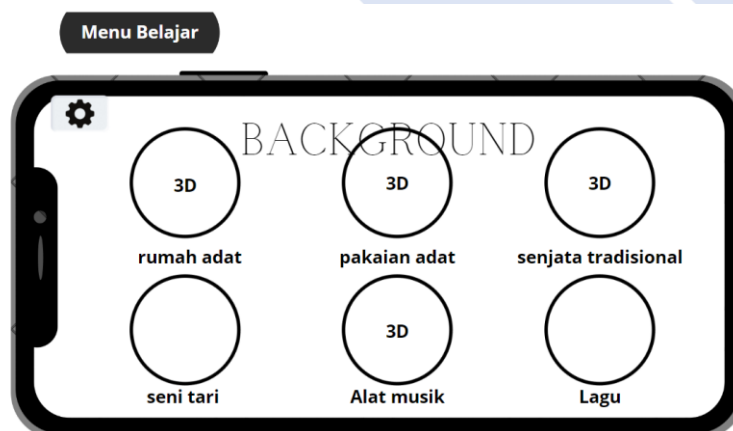 Menu Belajar
BACKGROUND
3D 3D 3D
rumah adat pakaian adat senjata tradisional
3D
seni tari Alat musik Lagu